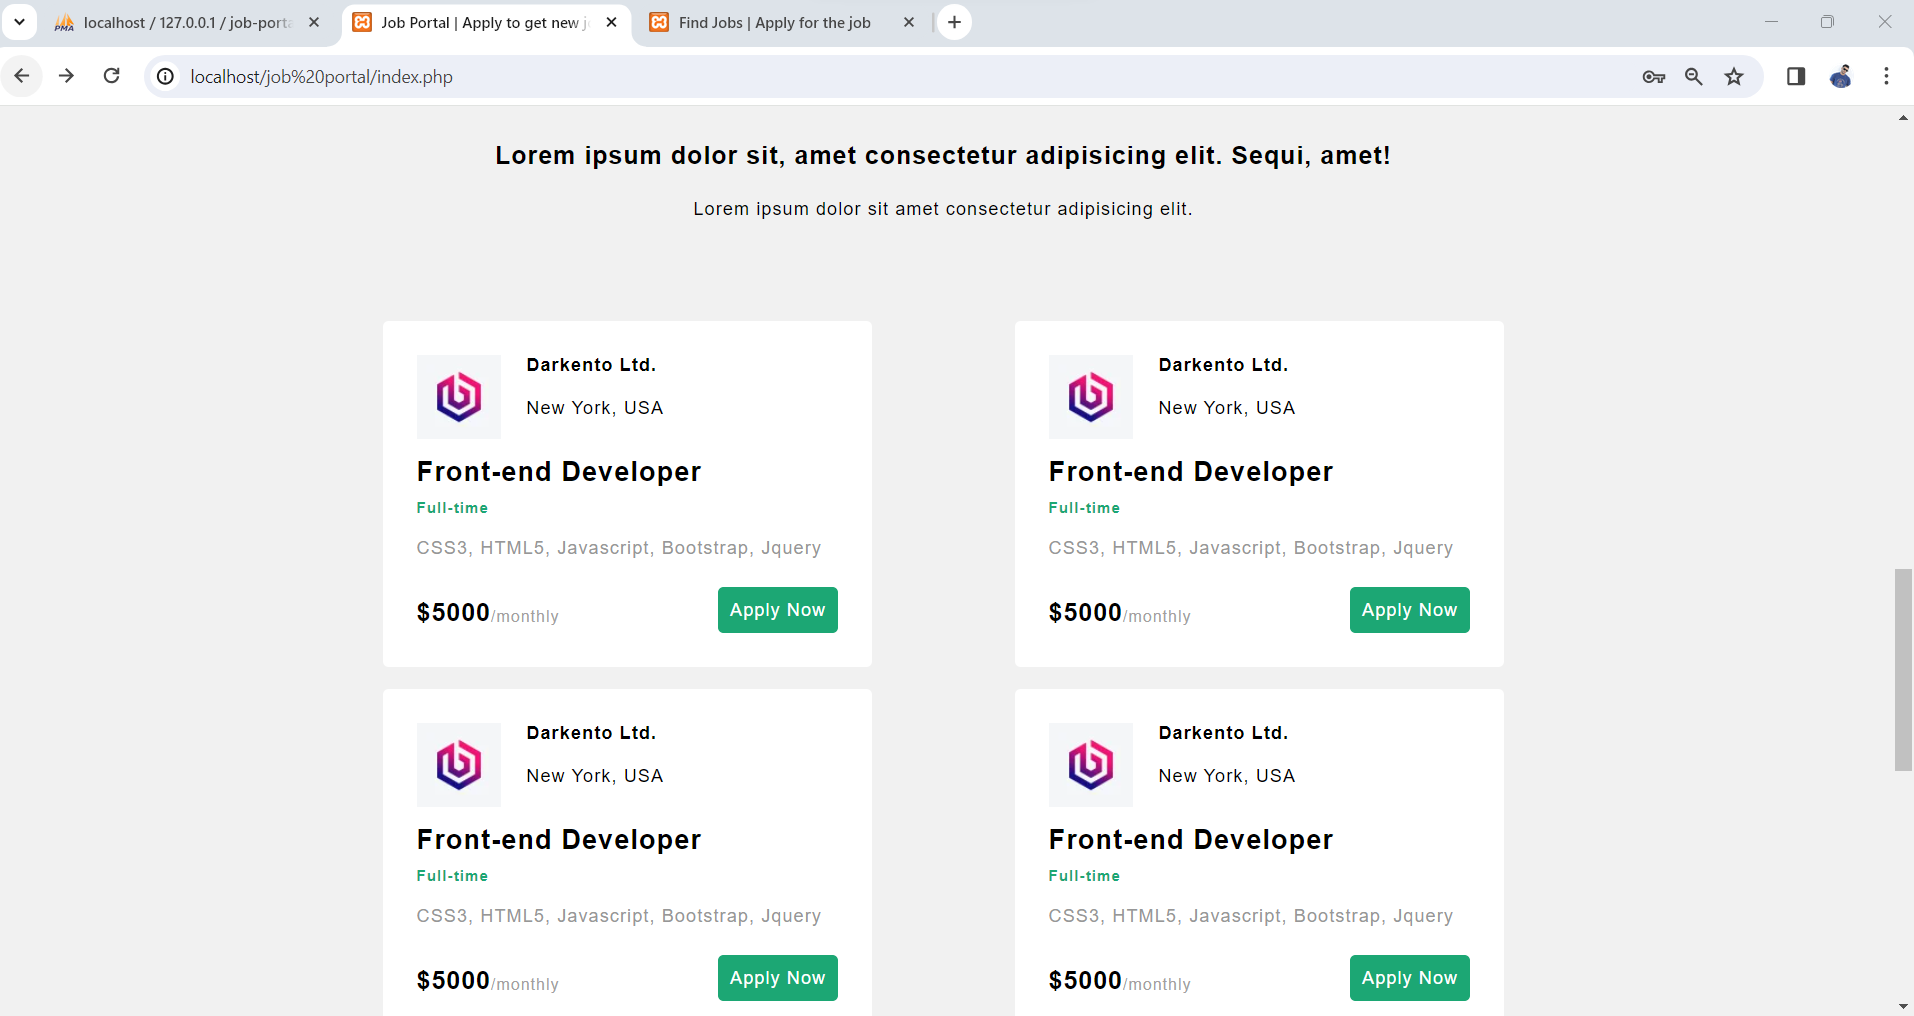 localhost / 127.0.0.1 / job-porta
Job Portal | Apply to get new j
Find Jobs | Apply for the job
localhost/job%20portal/index.php
Lorem ipsum dolor sit, amet consectetur adipisicing elit. Sequi, amet!
Lorem ipsum dolor sit amet consectetur adipisicing elit.
Darkento Ltd.
New York, USA
Front-end Developer
Full-time
CSS3, HTML5, Javascript, Bootstrap, Jquery
$5000/monthly
Apply Now
Darkento Ltd.
New York, USA
Front-end Developer
Full-time
CSS3, HTML5, Javascript, Bootstrap, Jquery
$5000/monthly
Apply Now
Darkento Ltd.
New York, USA
Front-end Developer
Full-time
CSS3, HTML5, Javascript, Bootstrap, Jquery
$5000/monthly
Apply Now
Darkento Ltd.
New York, USA
Front-end Developer
Full-time
CSS3, HTML5, Javascript, Bootstrap, Jquery
$5000/monthly
Apply Now